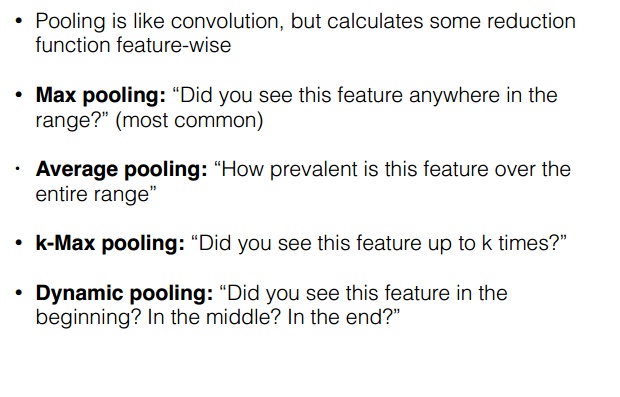 • Pooling is like convolution, but calculates some reduction
function feature-wise
• Max pooling: “Did you see this feature anywhere in the
range?” (most common)
• Average pooling: “How prevalent is this feature over the
entire range”
• k-Max pooling: “Did you see this feature up to k times?”
• Dynamic pooling: “Did you see this feature in the
beginning? In the middle? In the end?”